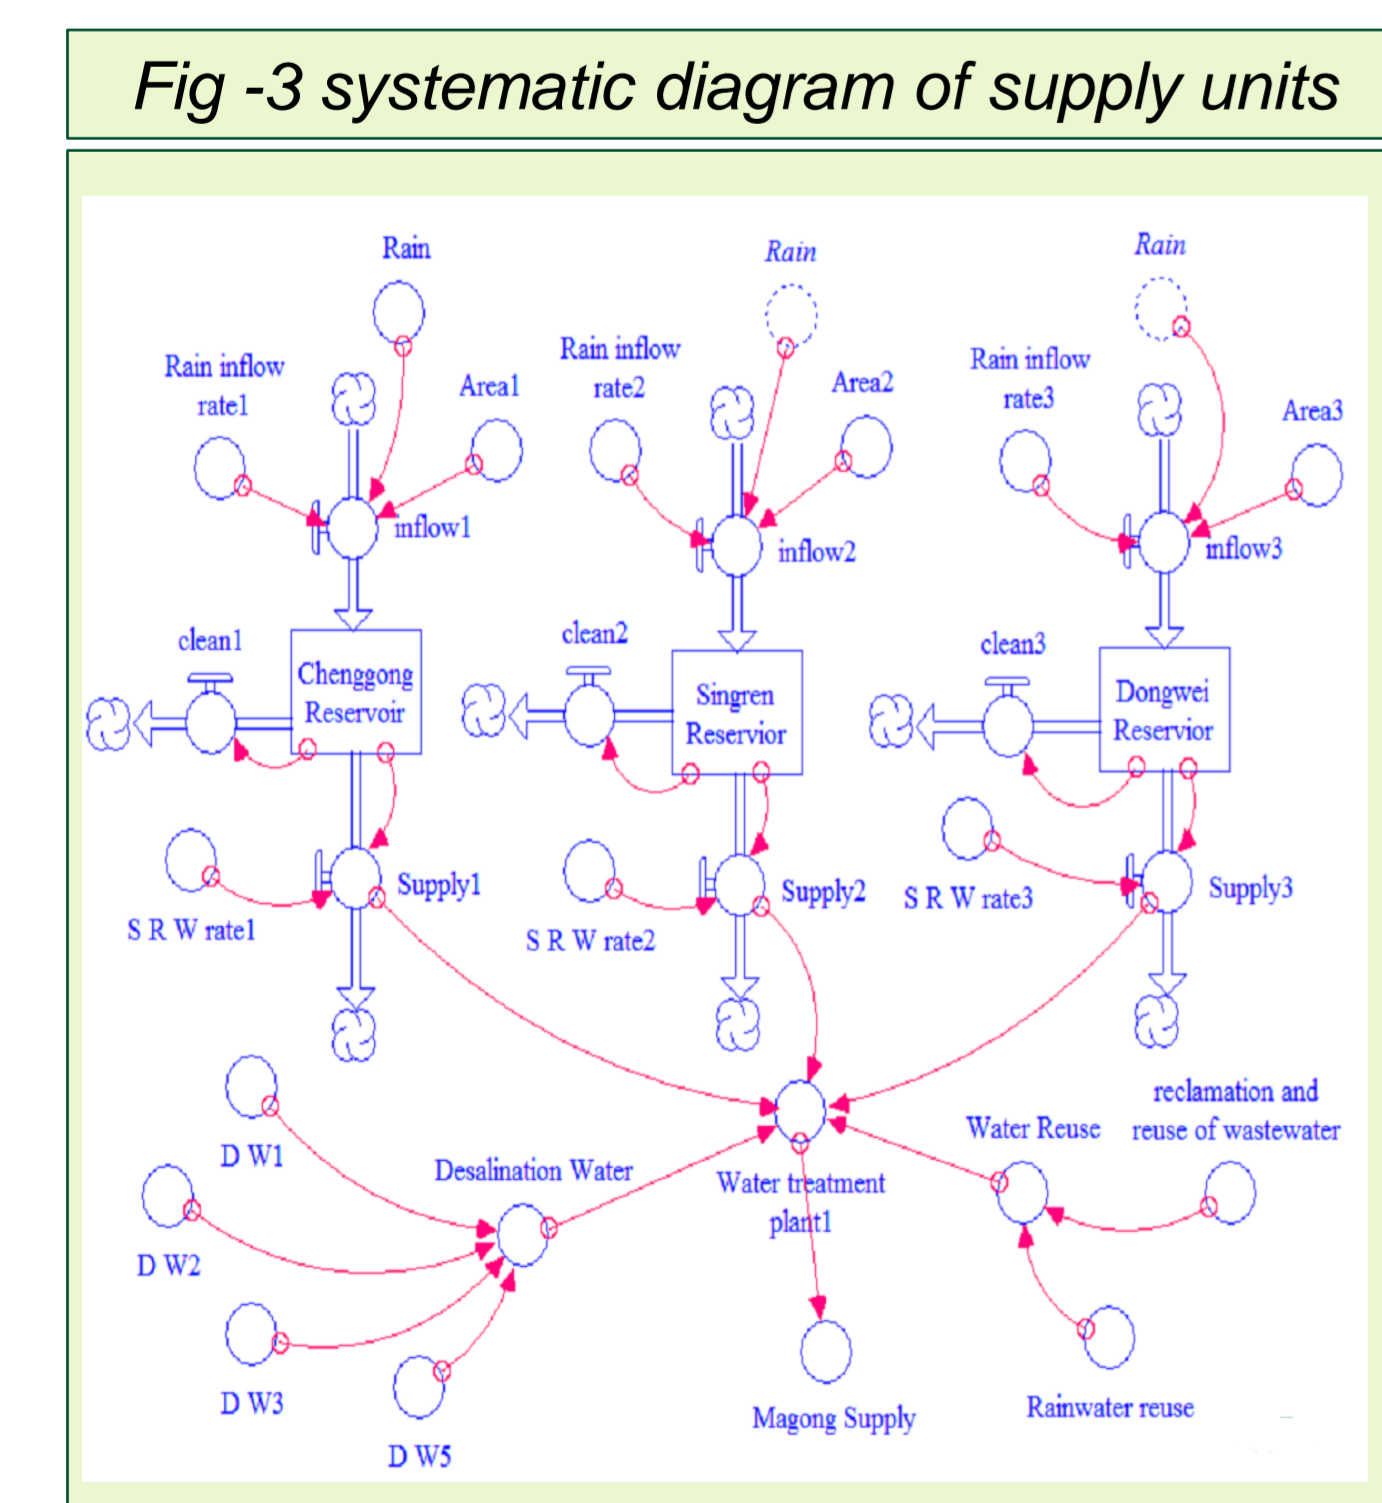 Fig -3 systematic diagram of supply units
Rain
Rain
Rain
Rain inflow
rate1
Area1
Rain inflow
rate2
Area2
Rain inflow
rate3
Area3
inflow1
inflow2
inflow3
clean1
Chenggong
Reservoir
clean2
Singren
Reservior
clean3
Dongwei
Reservior
S R W rate1
Supply1
S R W rate2
Supply2
S R W rate3
Supply3
D W1
D W2
D W3
D W5
Desalination Water
Water treatment
plant1
Water Reuse
reclamation and
reuse of wastewater
Magong Supply
Rainwater reuse